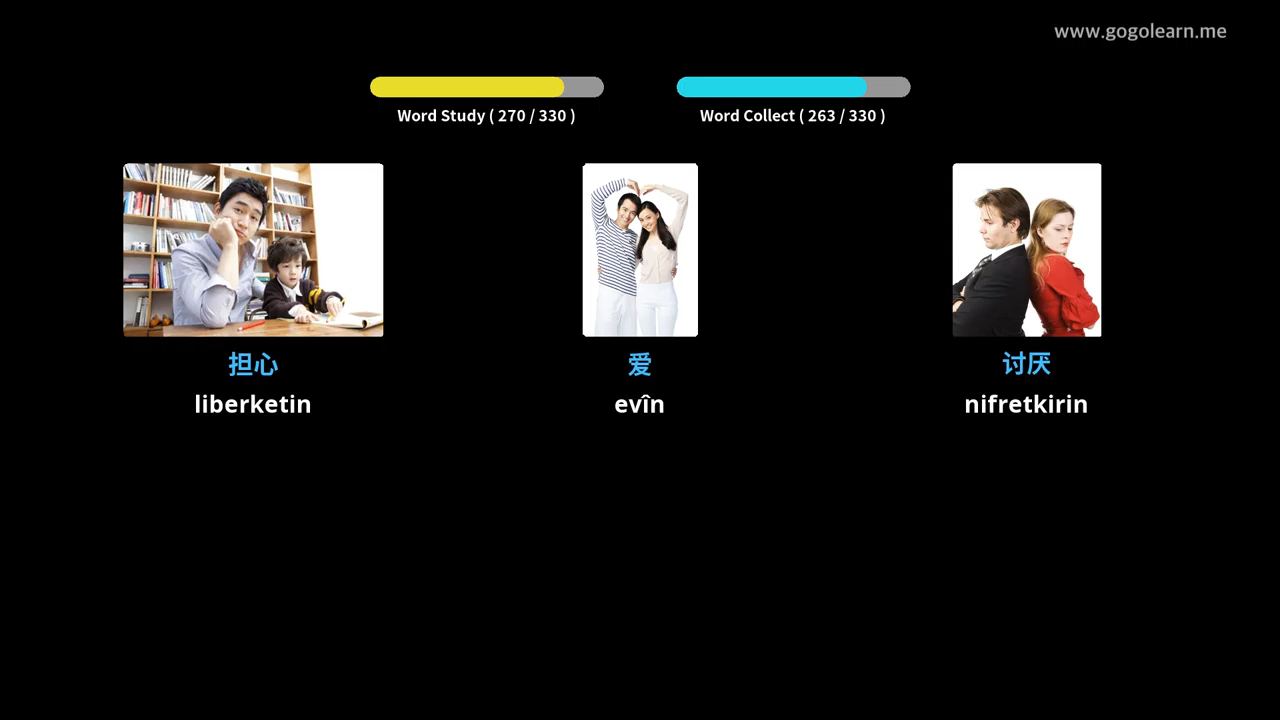 www.gogolearn.me
Word Study ( 270 / 330 )
Word Collect ( 263 / 330 )
担心
爱
讨厌
liberketin
evîn
nifretkirin